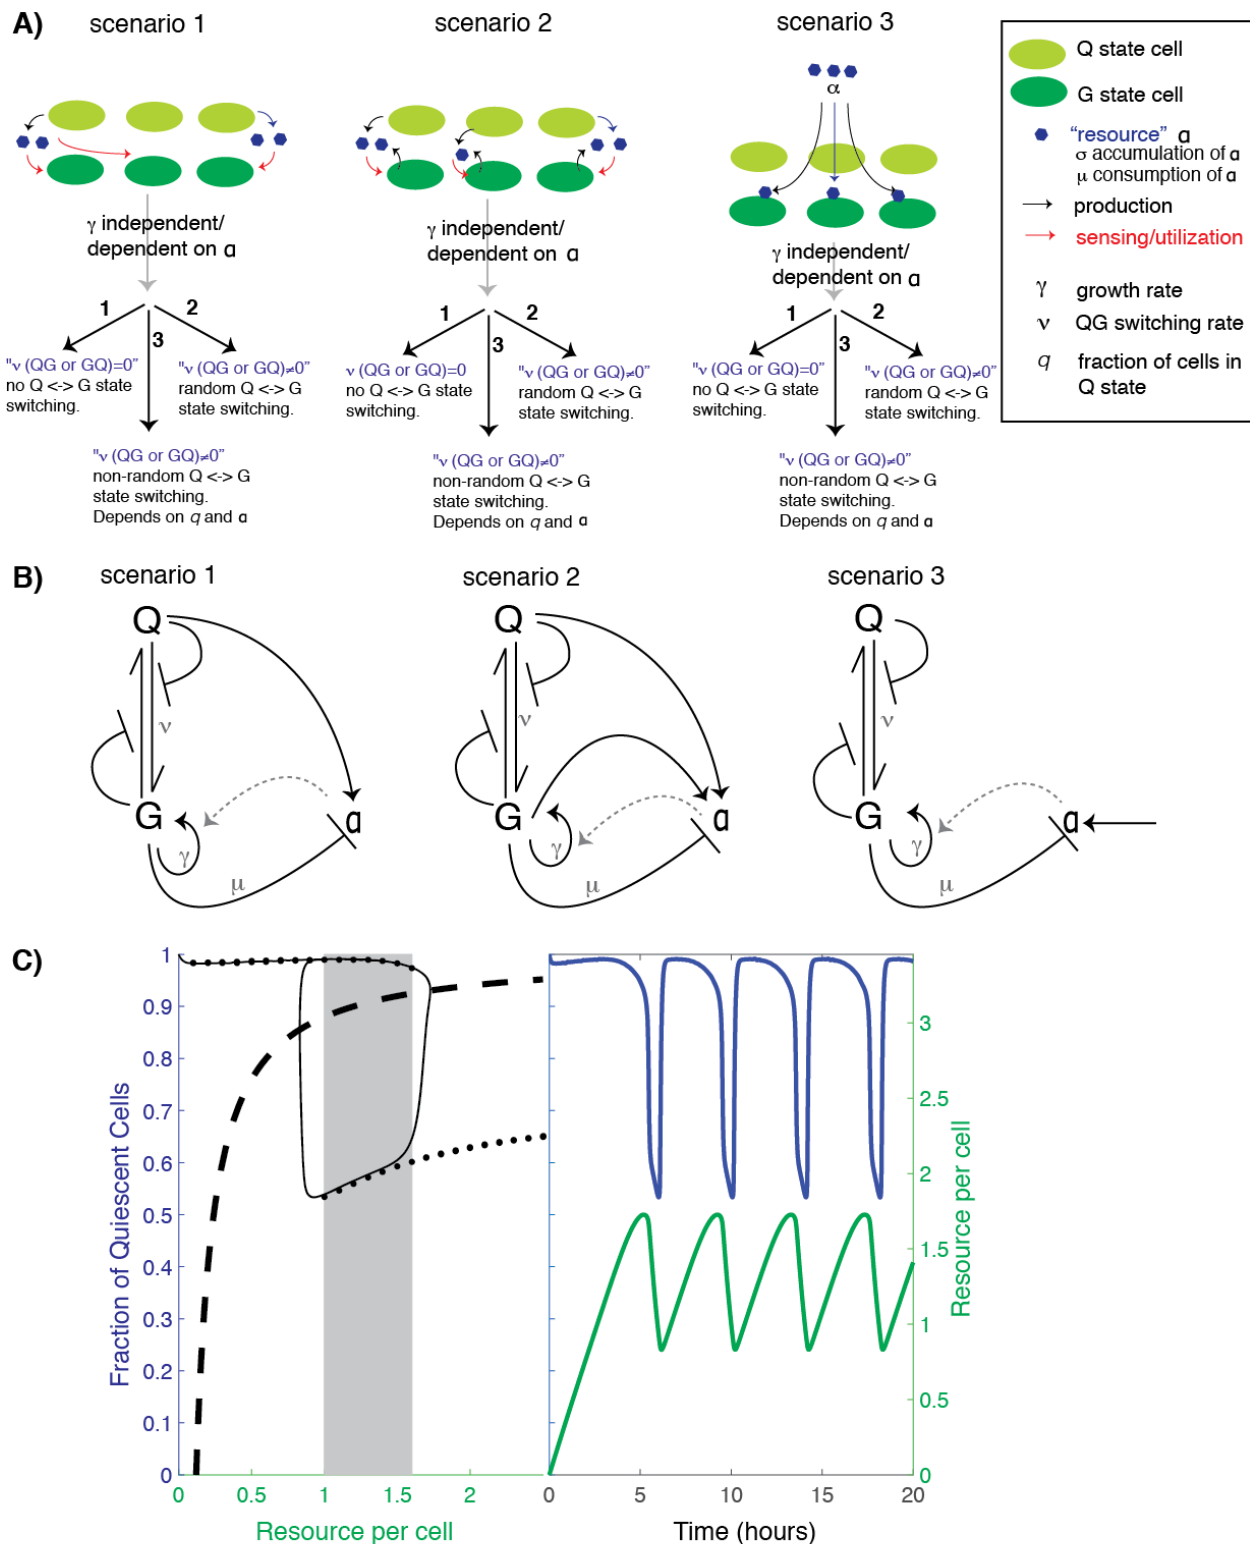 A)
scenario 1
scenario 2
scenario 3
α
γ independent/
dependent on a
1
2
3
"ν (QG or GQ)=0"
no Q <-> G state
switching.
"ν (QG or GQ)≠0"
random Q <-> G
state switching.
"ν (QG or GQ)≠0"
non-random Q <-> G
state switching.
Depends on q and a
γ independent/
dependent on a
1
2
3
ν (QG or GQ)=0
no Q <-> G state
switching.
"ν (QG or GQ)≠0"
random Q <-> G
state switching.
"ν (QG or GQ)≠0"
non-random Q <-> G
state switching.
Depends on q and a
γ independent/
dependent on a
1
2
3
"ν (QG or GQ)=0"
no Q <-> G state
switching.
"ν (QG or GQ)≠0"
random Q <-> G
state switching.
"ν (QG or GQ)≠0"
non-random Q <-> G
state switching.
Depends on q and a
Q state cell
G state cell
"resource" a
σ accumulation of a
μ consumption of a
production
sensing/utilization
γ growth rate
ν QG switching rate
q fraction of cells in
Q state
B)
scenario 1
Q
ν
G
γ
a
μ
scenario 2
Q
ν
G
γ
a
μ
scenario 3
Q
ν
G
γ
a
μ
C)
Fraction of Quiescent Cells
1
0.9
0.8
0.7
0.6
0.5
0.4
0.3
0.2
0.1
0
0 0.5 1 1.5 2
Resource per cell
0 5 10 15 20
Time (hours)
3
2.5
2
1.5
1
0.5
0
Resource per cell